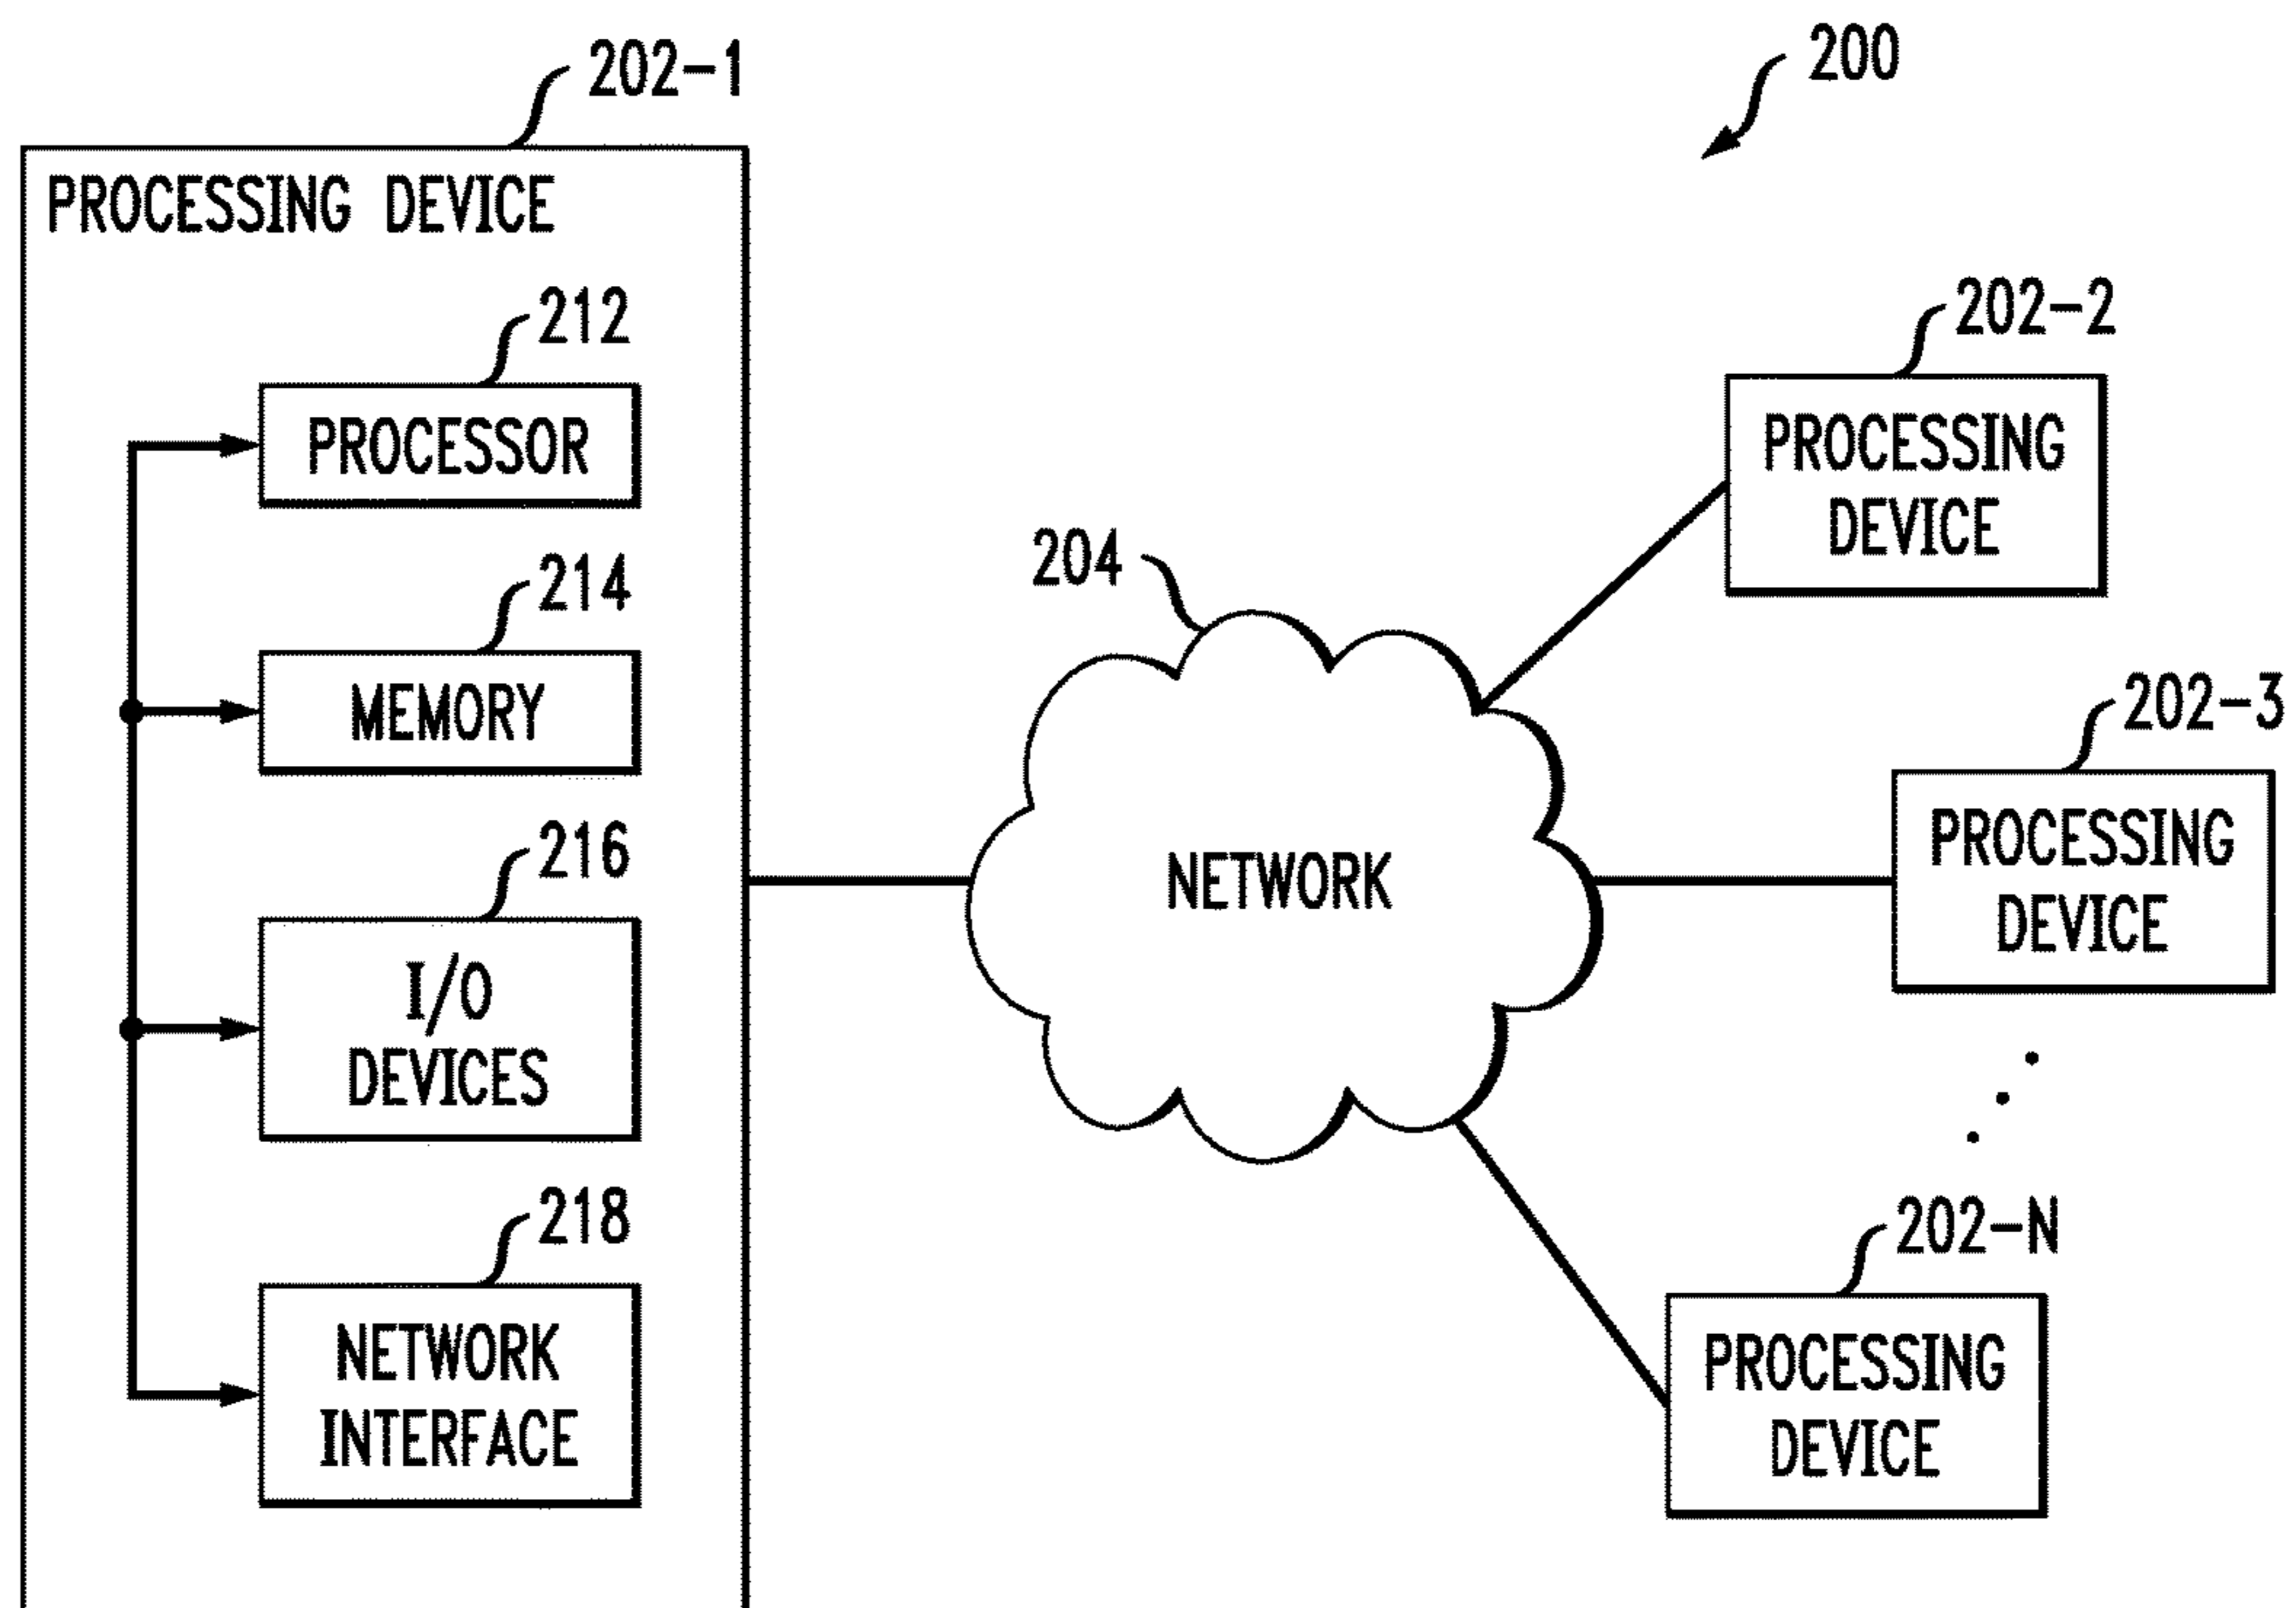 202-1
200
PROCESSING DEVICE
212
PROCESSOR
214
MEMORY
216
I/O
DEVICES
218
NETWORK
INTERFACE
204
NETWORK
202-2
PROCESSING
DEVICE
202-3
PROCESSING
DEVICE
202-N
PROCESSING
DEVICE